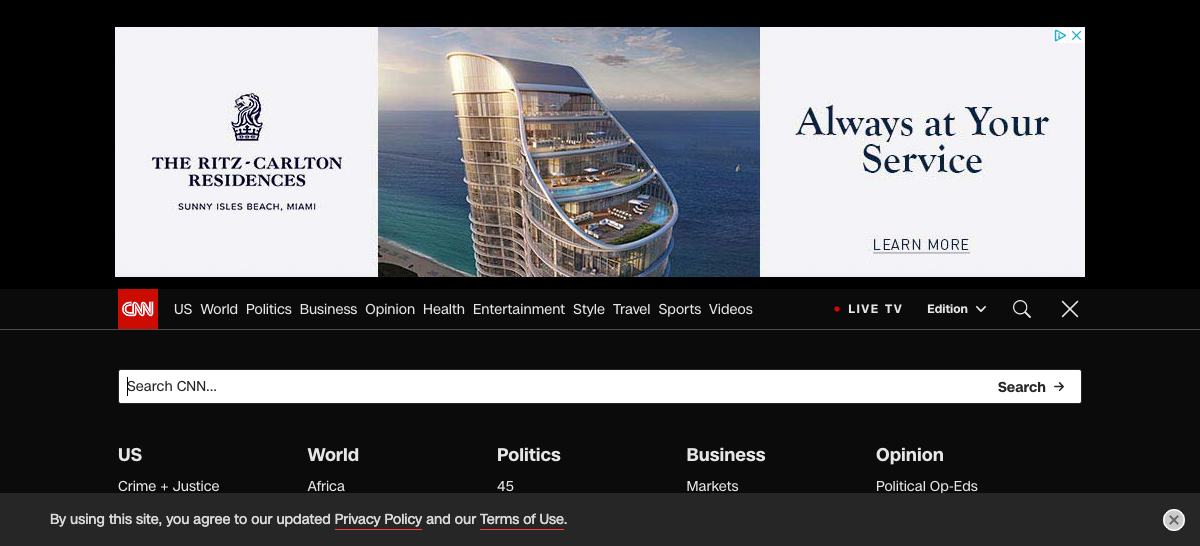 THE RITZ-CARLTON
RESIDENCES
SUNNY ISLES BEACH, MIAMI
Always at Your
Service
LEARN MORE
CNN US World Politics Business Opinion Health Entertainment Style Travel Sports Videos LIVE TV Edition
Search CNN... Search →
US World Politics Business Opinion
Crime + Justice Africa 45 Markets Political Op-Eds
By using this site, you agree to our updated Privacy Policy and our Terms of Use.